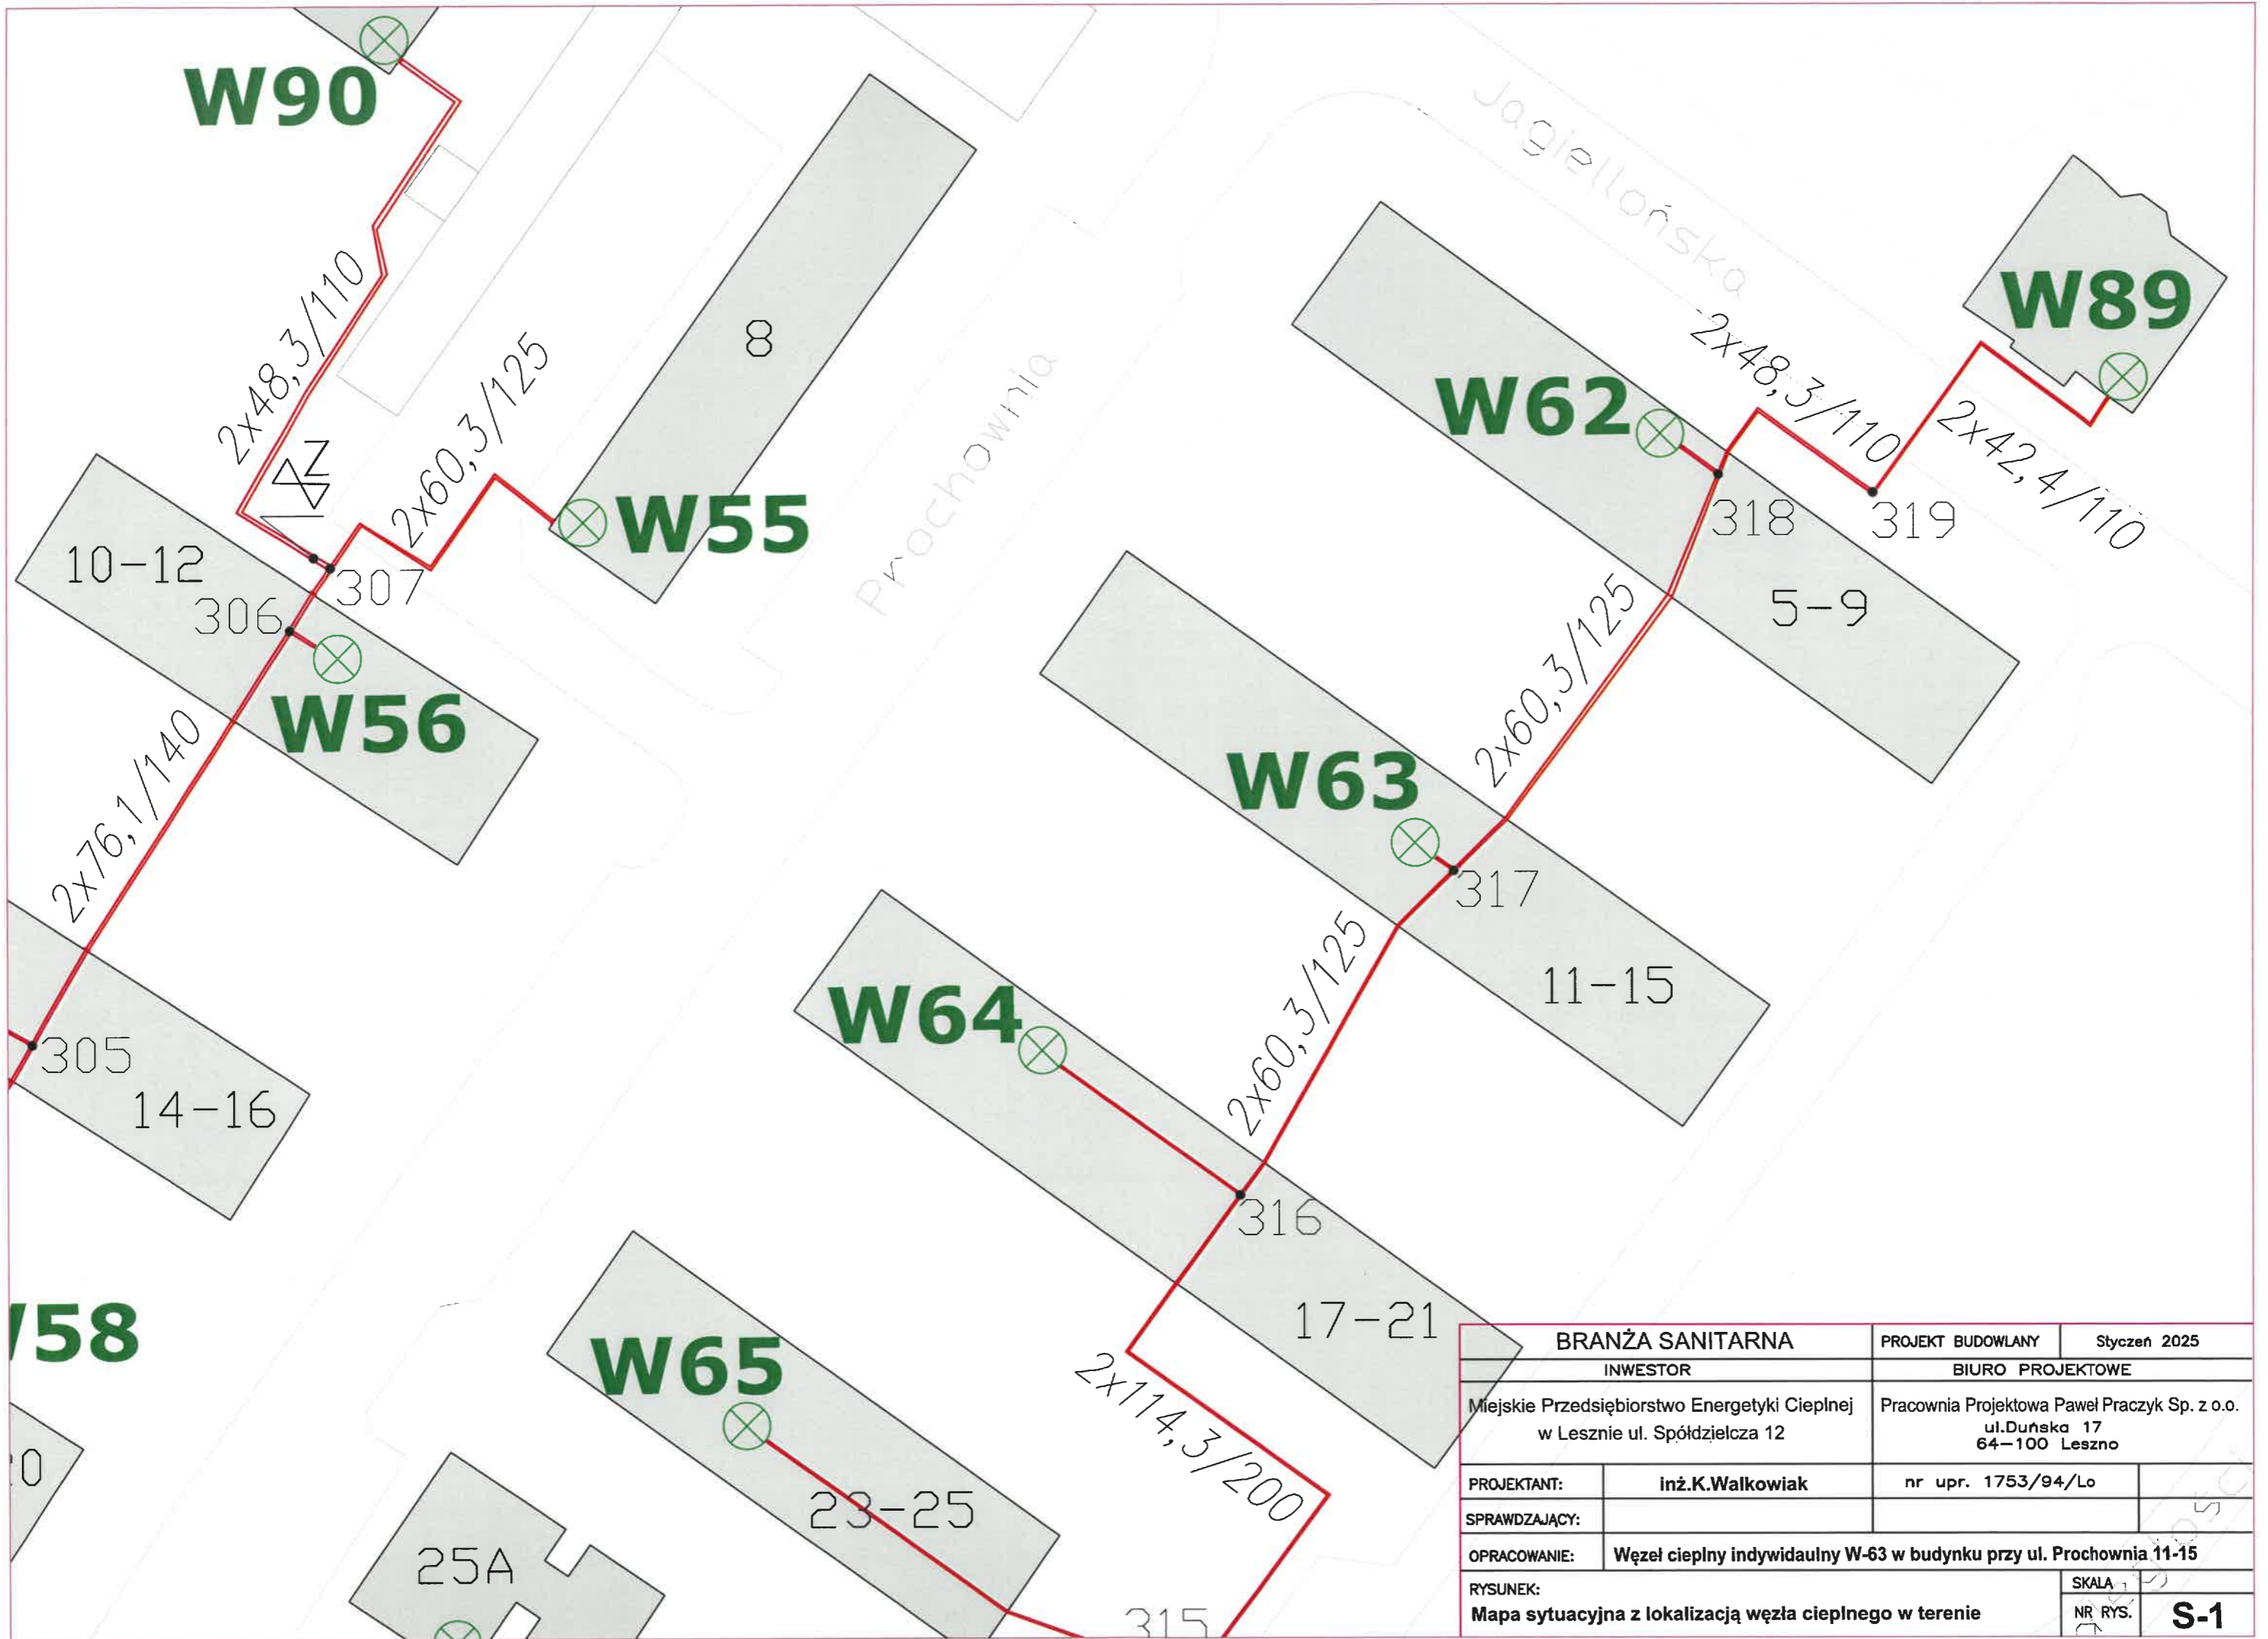 W90
Jagiellońska
W89
8
2x48,3/110
2x48,3/110
2x60,3/125
W62
2x42,4/110
Prochownia
W55
318
319
10-12
307
306
5-9
2x60,3/125
W56
2x76,1/140
W63
317
11-15
2x60,3/125
W64
305
14-16
316
17-21
58
W65
2x114,3/200
0
23-25
25A
315
BRANŻA SANITARNA
PROJEKT BUDOWLANY
Styczeń 2025
INWESTOR
BIURO PROJEKTOWE
Miejskie Przedsiębiorstwo Energetyki Cieplnej
w Lesznie ul. Spółdzielcza 12
Pracownia Projektowa Paweł Praczyk Sp. z o.o.
ul.Duńska 17
64-100 Leszno
PROJEKTANT:
inż.K.Walkowiak
nr upr. 1753/94/Lo
SPRAWDZAJĄCY:
OPRACOWANIE:
Węzeł cieplny indywidaulny W-63 w budynku przy ul. Prochownia 11-15
RYSUNEK:
Mapa sytuacyjna z lokalizacją węzła cieplnego w terenie
SKALA
NR RYS.
S-1